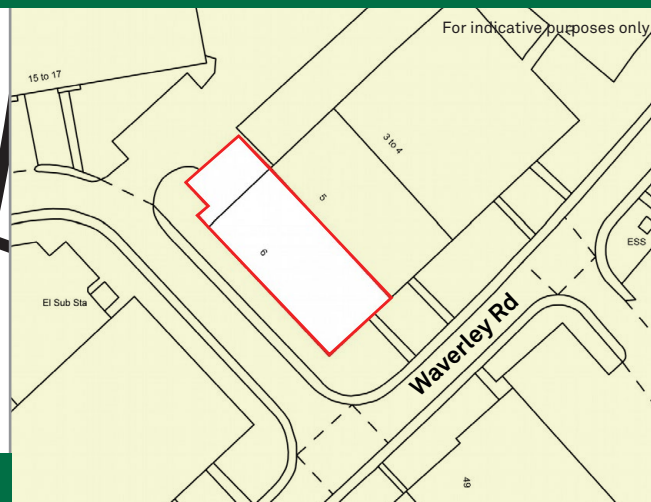 For indicative purposes only.
15 to 17
3 to 4
5
6
ESS
El Sub Sta
Waverley Rd
49